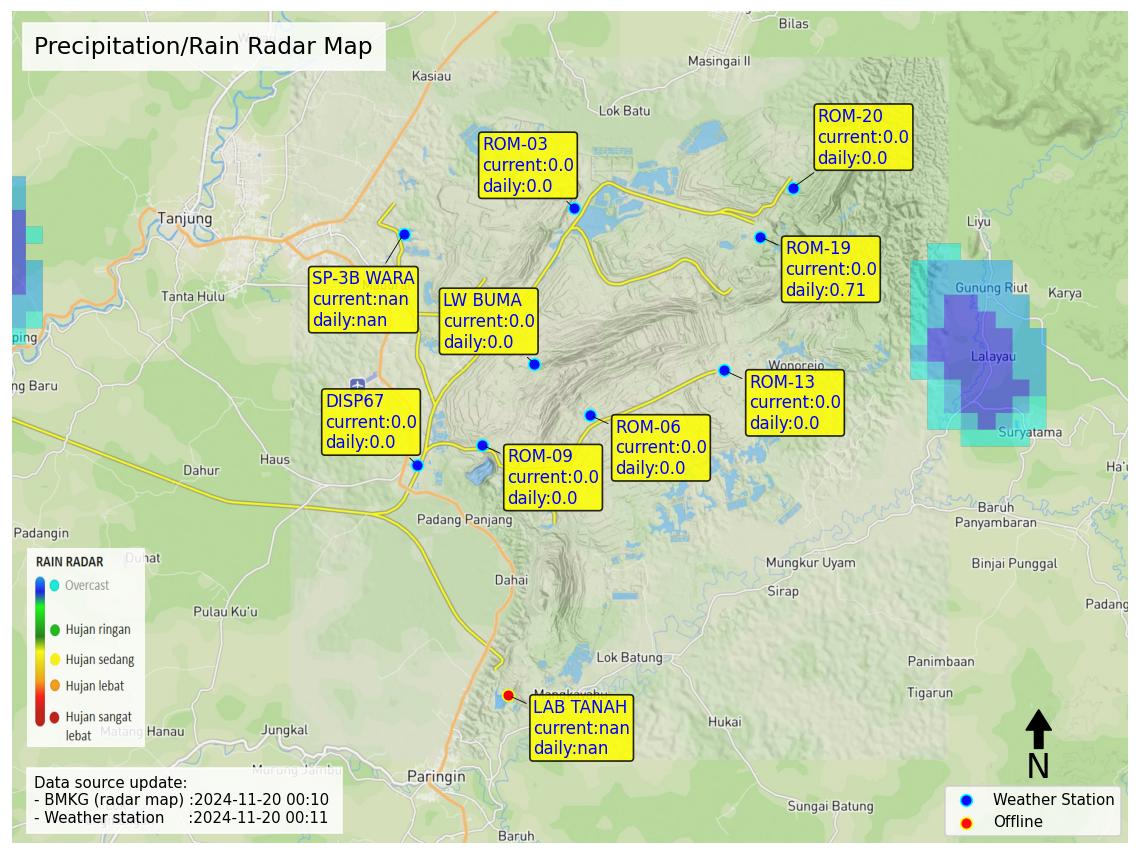 Precipitation/Rain Radar Map
Bilas
Masingai II
Kasiau
Lok Batu
ROM-20
current:0.0
daily:0.0
ROM-03
current:0.0
daily:0.0
Tanjung
Liyu
ROM-19
current:0.0
daily:0.71
SP-3B WARA
current:nan
daily:nan
Tanta Hulu
LW BUMA
current:0.0
daily:0.0
Gunung Riut
Karya
ping
Lalayau
Wonorejo
ng Baru
ROM-13
current:0.0
daily:0.0
DISP67
current:0.0
daily:0.0
ROM-06
current:0.0
daily:0.0
Suryatama
ROM-09
current:0.0
daily:0.0
Haus
Dahur
Ha'u
Padang Panjang
Baruh
Panyambaran
Padangin
Duhat
Mungkur Uyam
Binjai Punggal
Dahai
Sirap
Padang
Pulau Ku'u
RAIN RADAR
Overcast
Hujan ringan
Hujan sedang
Hujan lebat
Hujan sangat
lebat
Lok Batung
Panimbaan
Tigarun
LAB TANAH
current:nan
daily:nan
Hukai
Matang Hanau
Jungkal
Paringin
Sungai Batung
Baruh
Data source update:
- BMKG (radar map) :2024-11-20 00:10
- Weather station :2024-11-20 00:11
N
Weather Station
Offline